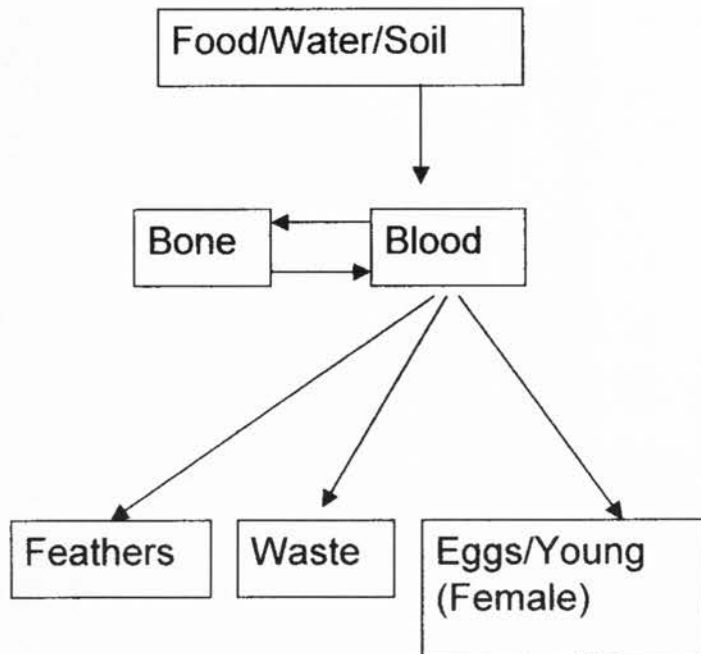 Food/Water/Soil
Bone
Blood
Feathers
Waste
Eggs/Young
(Female)